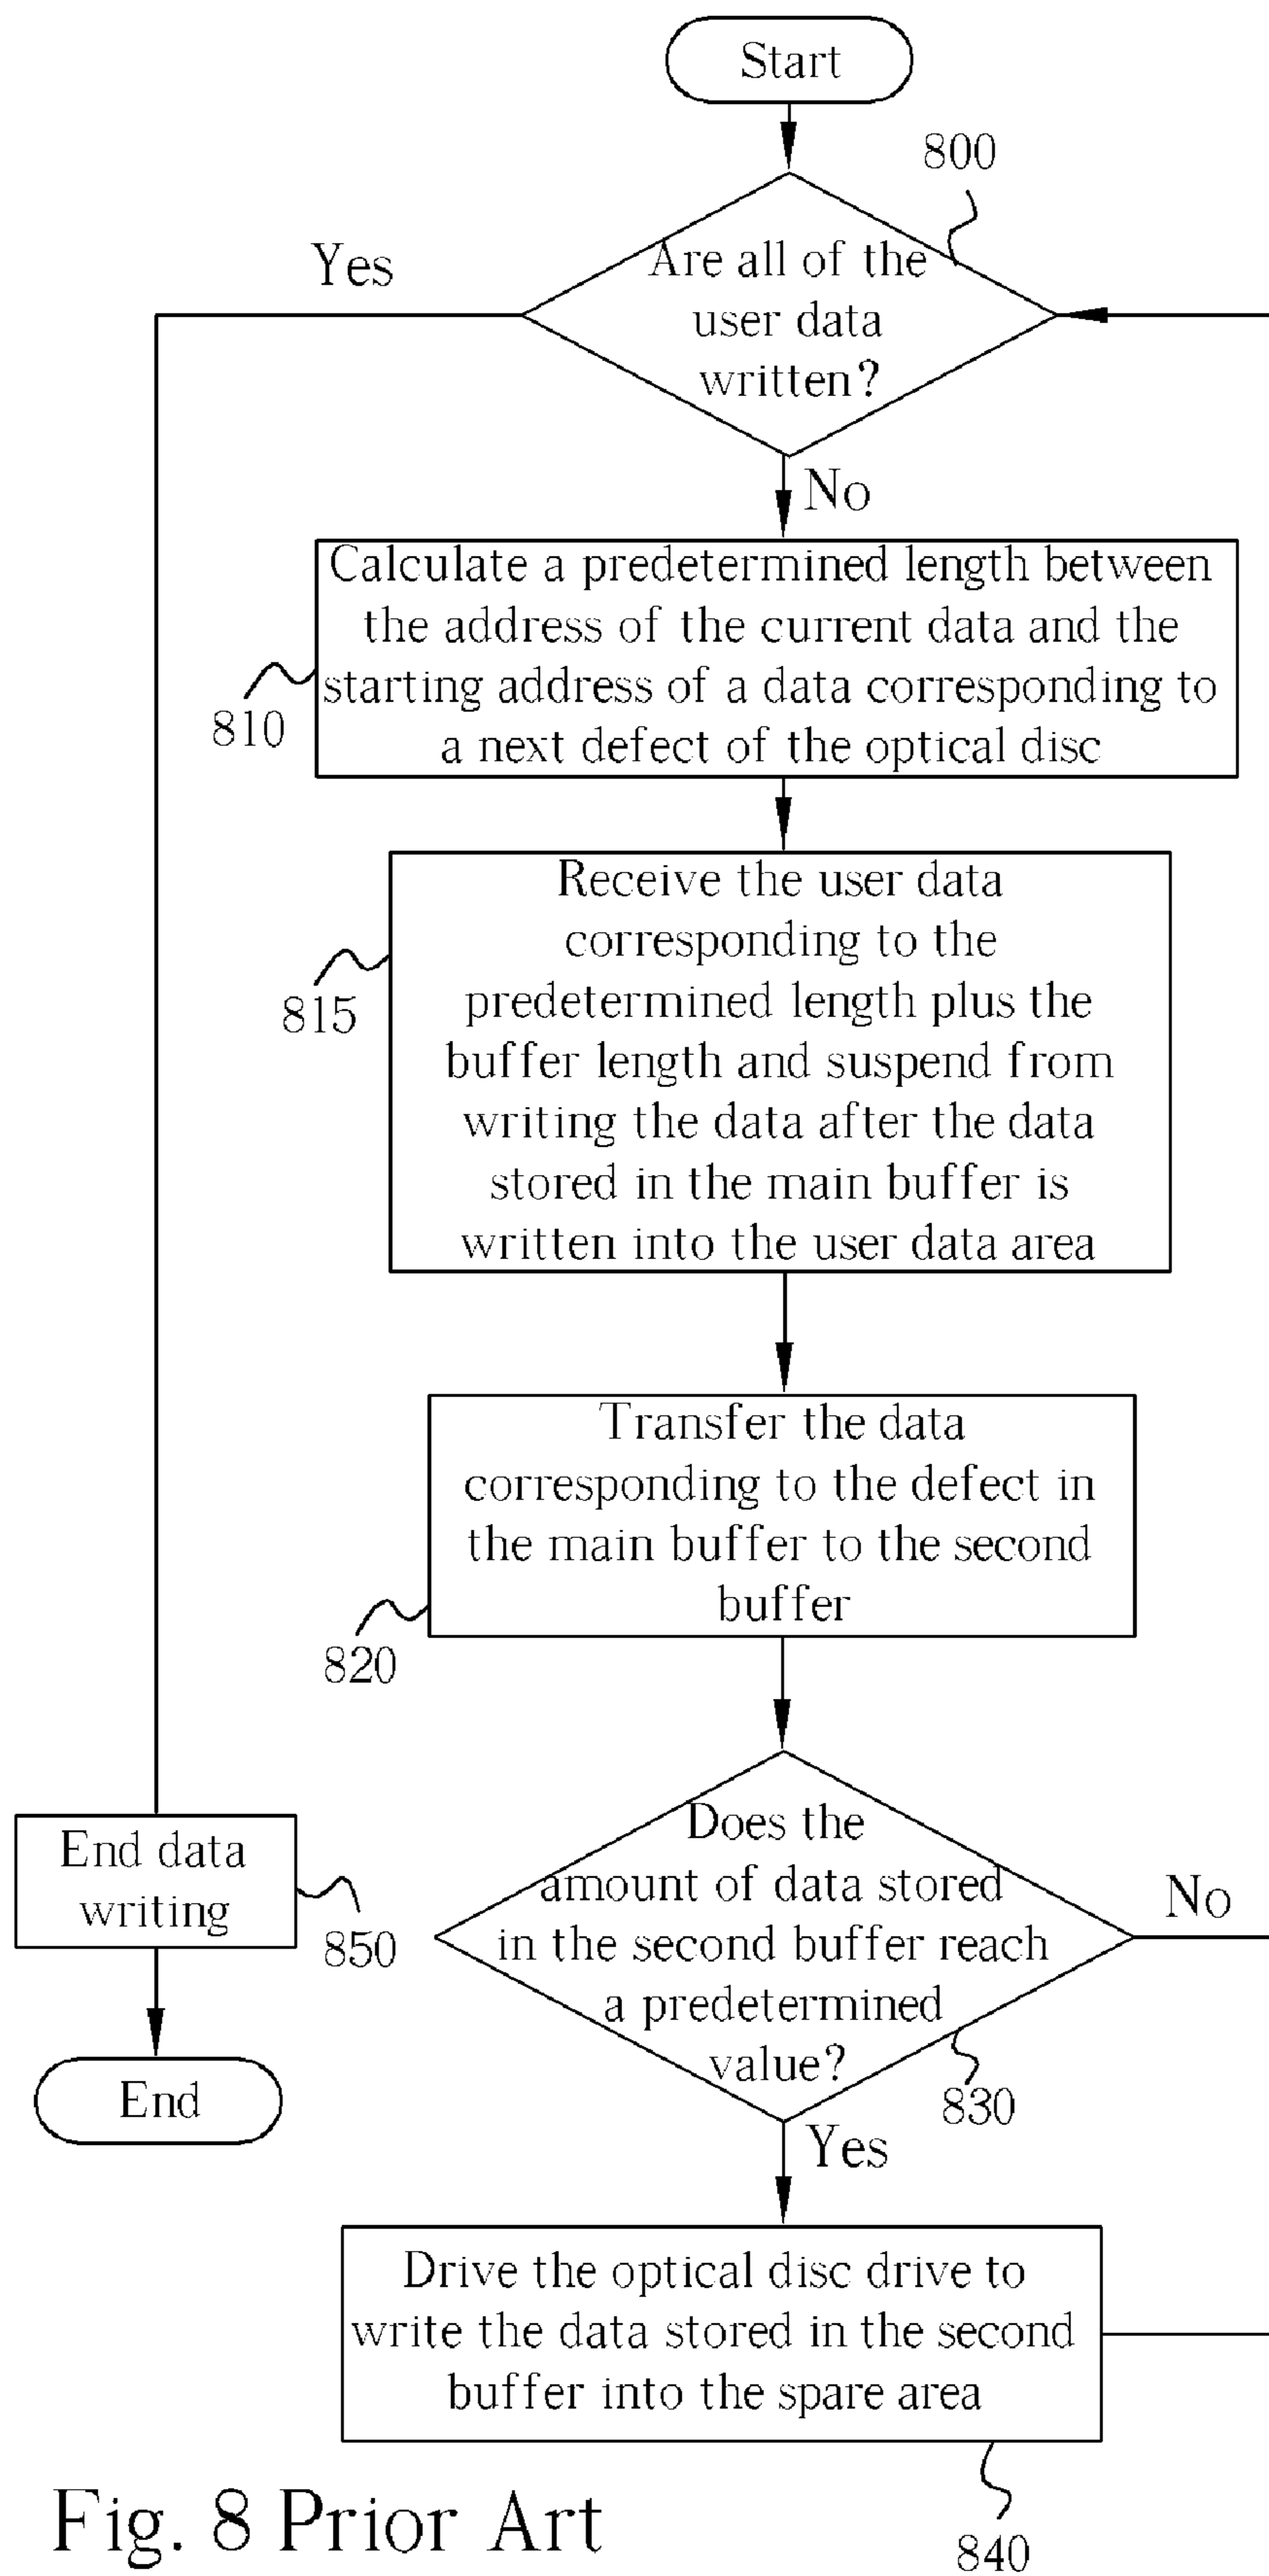 Start
800
Are all of the
user data
written?
Yes
No
Calculate a predetermined length between
the address of the current data and the
starting address of a data corresponding to
a next defect of the optical disc
810
Receive the user data
corresponding to the
predetermined length plus the
buffer length and suspend from
writing the data after the data
stored in the main buffer is
written into the user data area
815
Transfer the data
corresponding to the defect in
the main buffer to the second
buffer
820
Does the
amount of data stored
in the second buffer reach
a predetermined
value?
No
830
End data
writing
850
End
Yes
Drive the optical disc drive to
write the data stored in the second
buffer into the spare area
840
Fig. 8 Prior Art